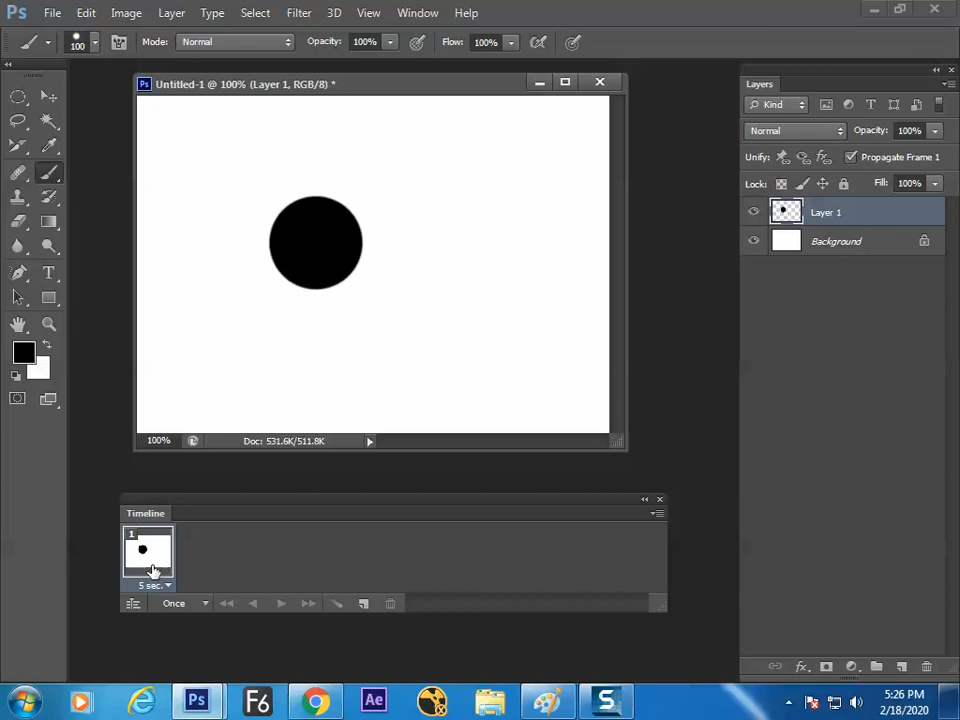 Ps File Edit Image Layer Type Select Filter 3D View Window Help
100 Mode: Normal Opacity: 100% Flow: 100%
Ps Untitled-1 @ 100% (Layer 1, RGB/8) *
Layers
Kind
Normal Opacity: 100%
Unify: Propagate Frame 1
Lock: Fill: 100%
Layer 1
Background
100% Doc: 531.6K/511.8K
Timeline
1
5 sec.
Once
Ps F6 Ae S
5:26 PM
2/18/2020